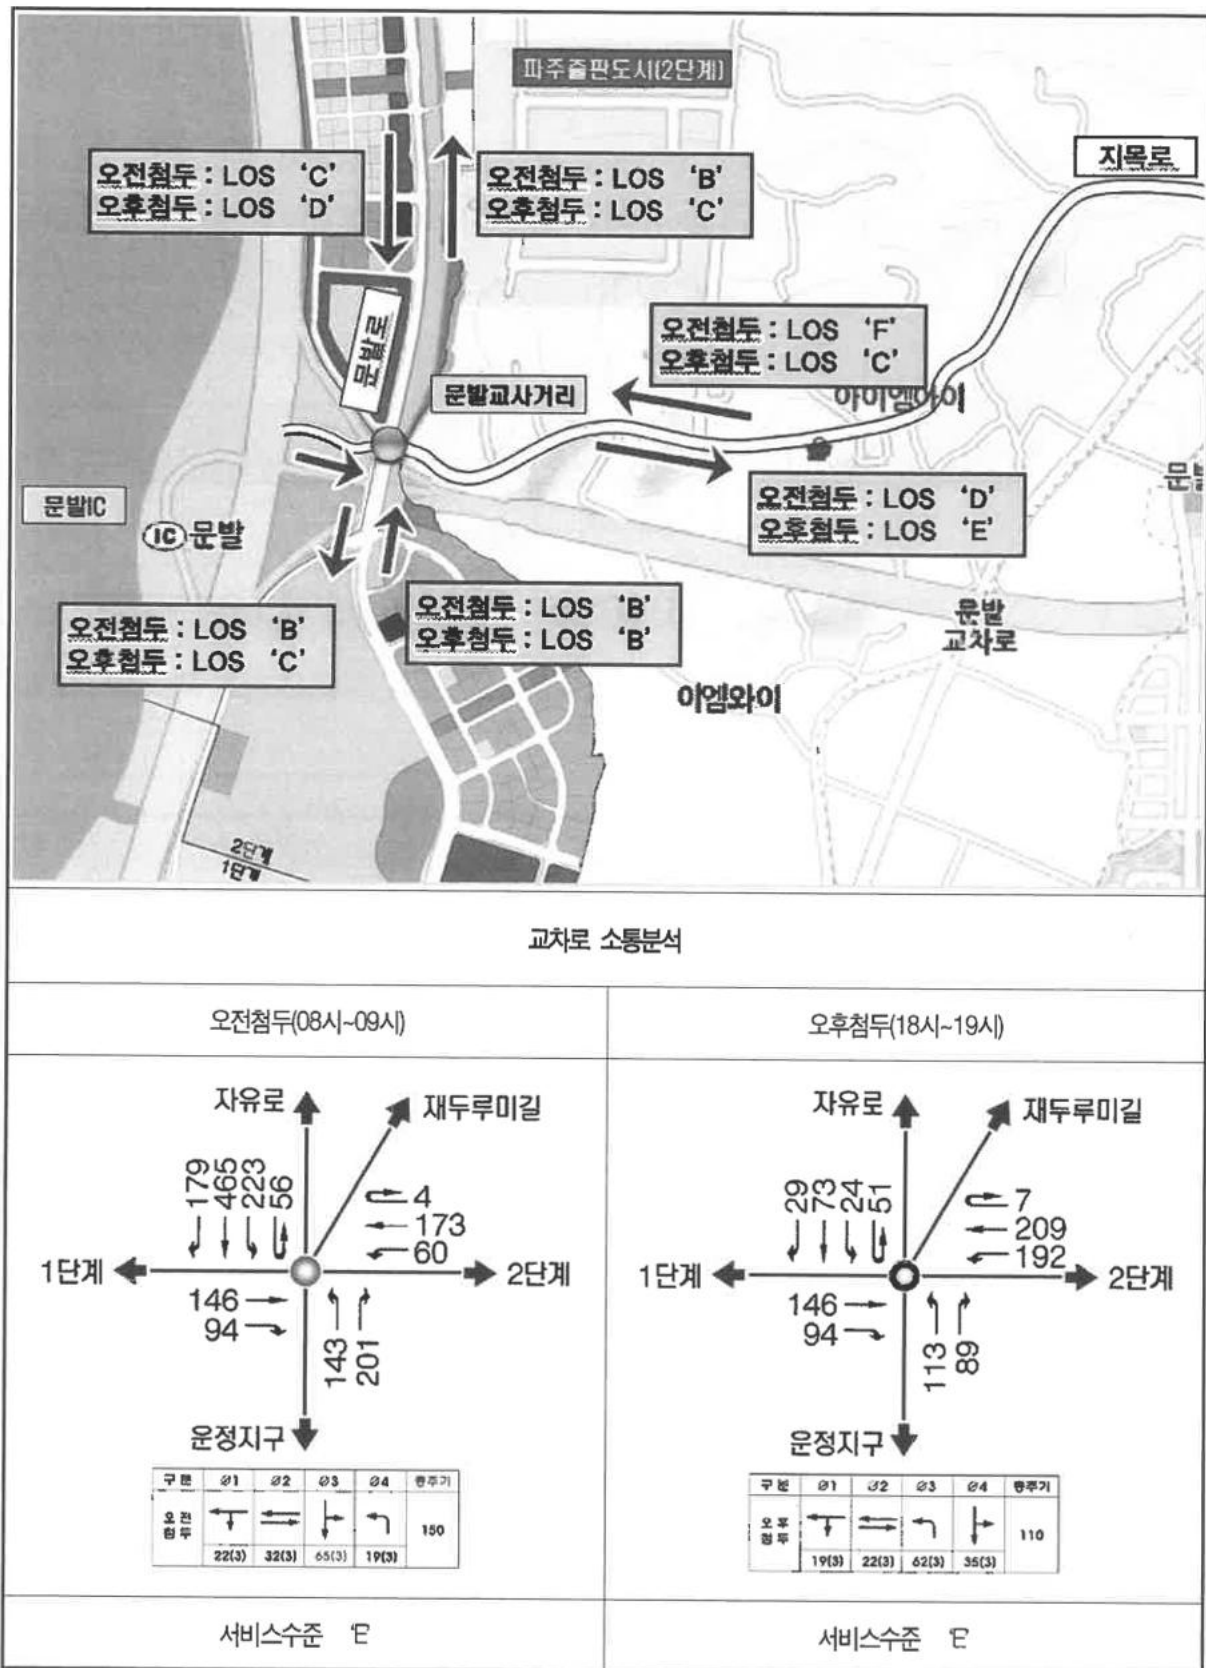 파주출판도시(2단계)
지목로
오전첨두 : LOS 'C'
오후첨두 : LOS 'D'
오전첨두 : LOS 'B'
오후첨두 : LOS 'C'
문발로
오전첨두 : LOS 'F'
오후첨두 : LOS 'C'
아이엠아이
문발교사거리
문발IC
IC 문발
오전첨두 : LOS 'D'
오후첨두 : LOS 'E'
문발
오전첨두 : LOS 'B'
오후첨두 : LOS 'C'
오전첨두 : LOS 'B'
오후첨두 : LOS 'B'
문발
교차로
이엠와이
2단계
1단계
교차로 소통분석
오전첨두(08시~09시)
오후첨두(18시~19시)
자유로 재두루미길
179 465 223 56
4
173
60
1단계 2단계
146
94
143 201
운정지구
구분 Ø1 Ø2 Ø3 Ø4 총주기
오전
첨두
150
22(3) 32(3) 65(3) 19(3)
서비스수준 'E'
자유로 재두루미길
29 73 24 51
7
209
192
1단계 2단계
146
94
113 89
운정지구
구분 Ø1 Ø2 Ø3 Ø4 총주기
오후
첨두
110
19(3) 22(3) 62(3) 35(3)
서비스수준 'E'